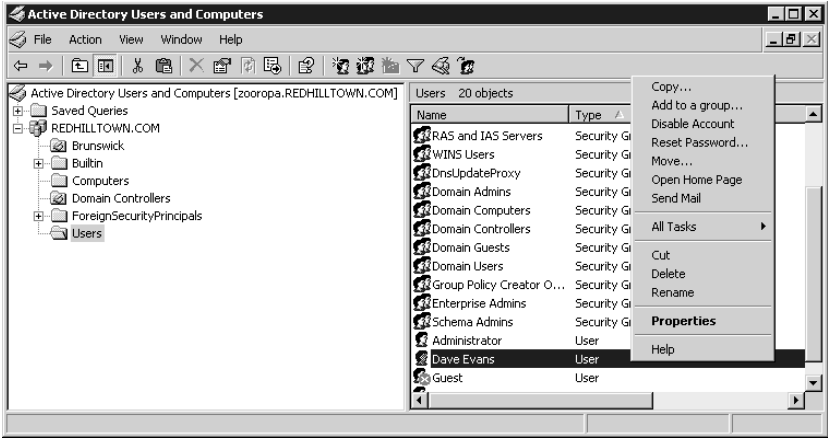 Active Directory Users and Computers
File Action View Window Help
Active Directory Users and Computers [zooropa.REDHILLTOWN.COM]
Saved Queries
REDHILLTOWN.COM
Brunswick
Builtin
Computers
Domain Controllers
ForeignSecurityPrincipals
Users
Users 20 objects
Name Type
RAS and IAS Servers Security Gr
WINS Users Security Gr
DnsUpdateProxy Security Gr
Domain Admins Security Gr
Domain Computers Security Gr
Domain Controllers Security Gr
Domain Guests Security Gr
Domain Users Security Gr
Group Policy Creator O... Security Gr
Enterprise Admins Security Gr
Schema Admins Security Gr
Administrator User
Dave Evans User
Guest User
Copy...
Add to a group...
Disable Account
Reset Password...
Move...
Open Home Page
Send Mail
All Tasks
Cut
Delete
Rename
Properties
Help